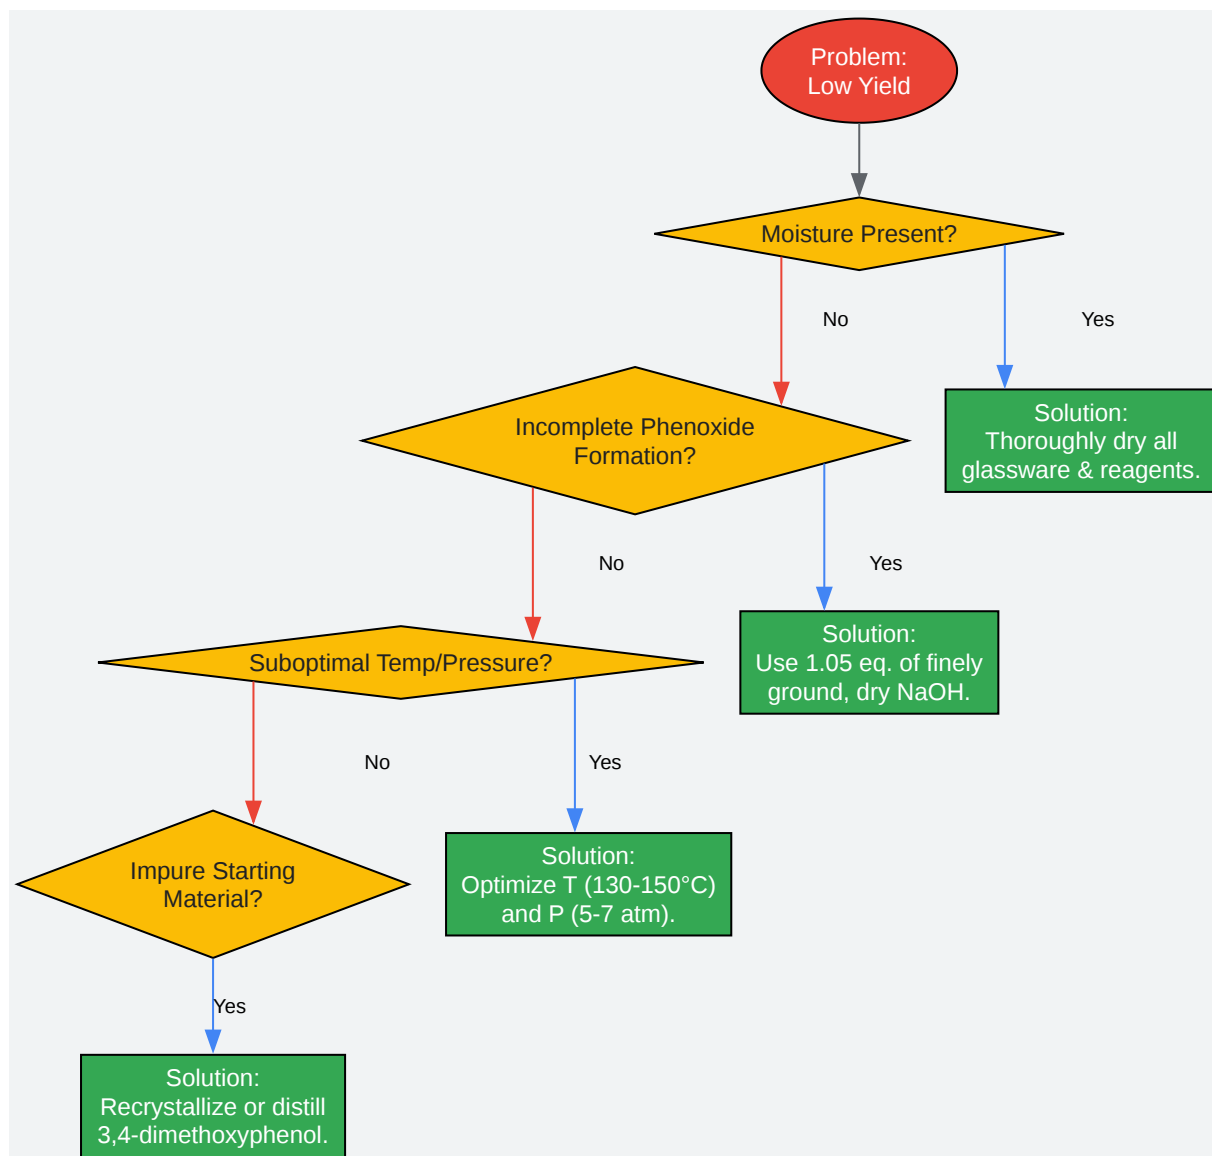 Problem:
Low Yield
Moisture Present?
No
Yes
Incomplete Phenoxide
Formation?
Solution:
Thoroughly dry all
glassware & reagents.
No
Yes
Suboptimal Temp/Pressure?
Solution:
Use 1.05 eq. of finely
ground, dry NaOH.
No
Yes
Impure Starting
Material?
Solution:
Optimize T (130-150°C)
and P (5-7 atm).
Yes
Solution:
Recrystallize or distill
3,4-dimethoxyphenol.